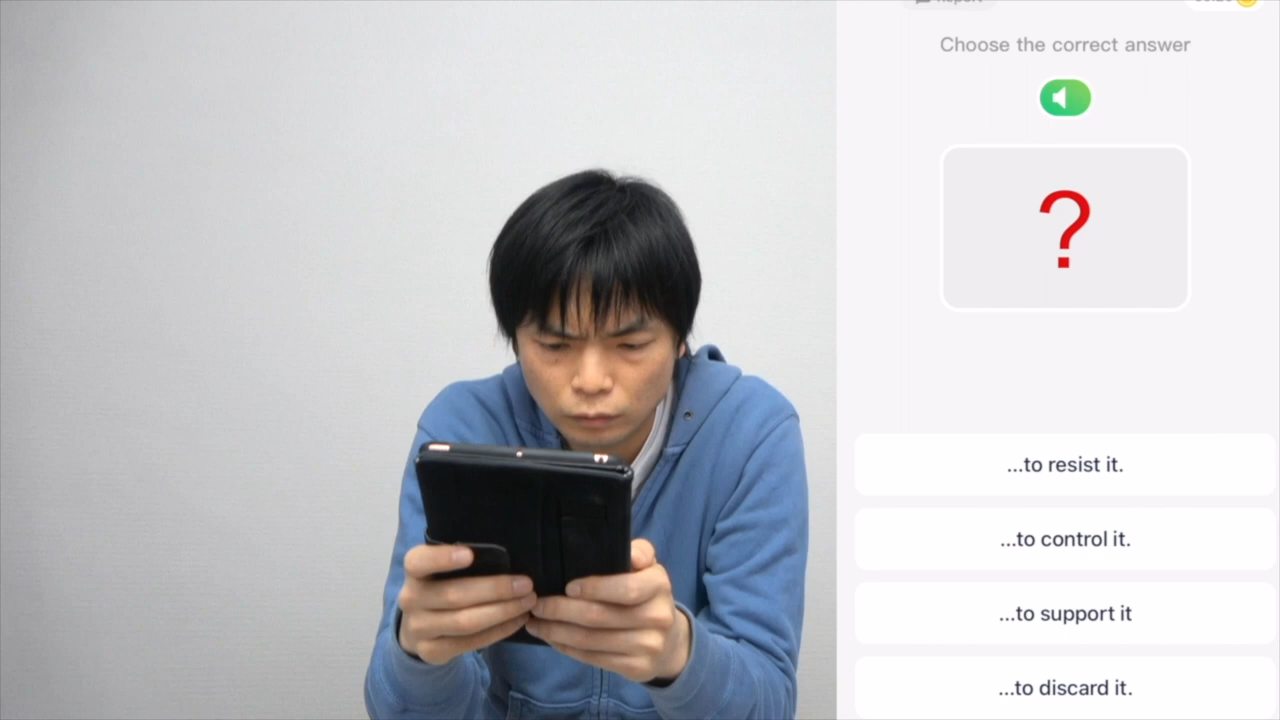 Choose the correct answer
?
...to resist it.
...to control it.
...to support it
...to discard it.